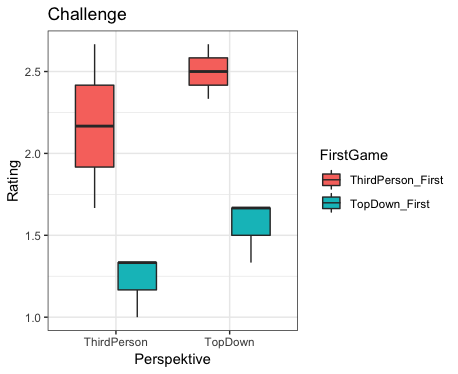 Challenge
Rating
2.5
2.0
1.5
1.0
ThirdPerson TopDown
Perspektive
FirstGame
ThirdPerson_First
TopDown_First